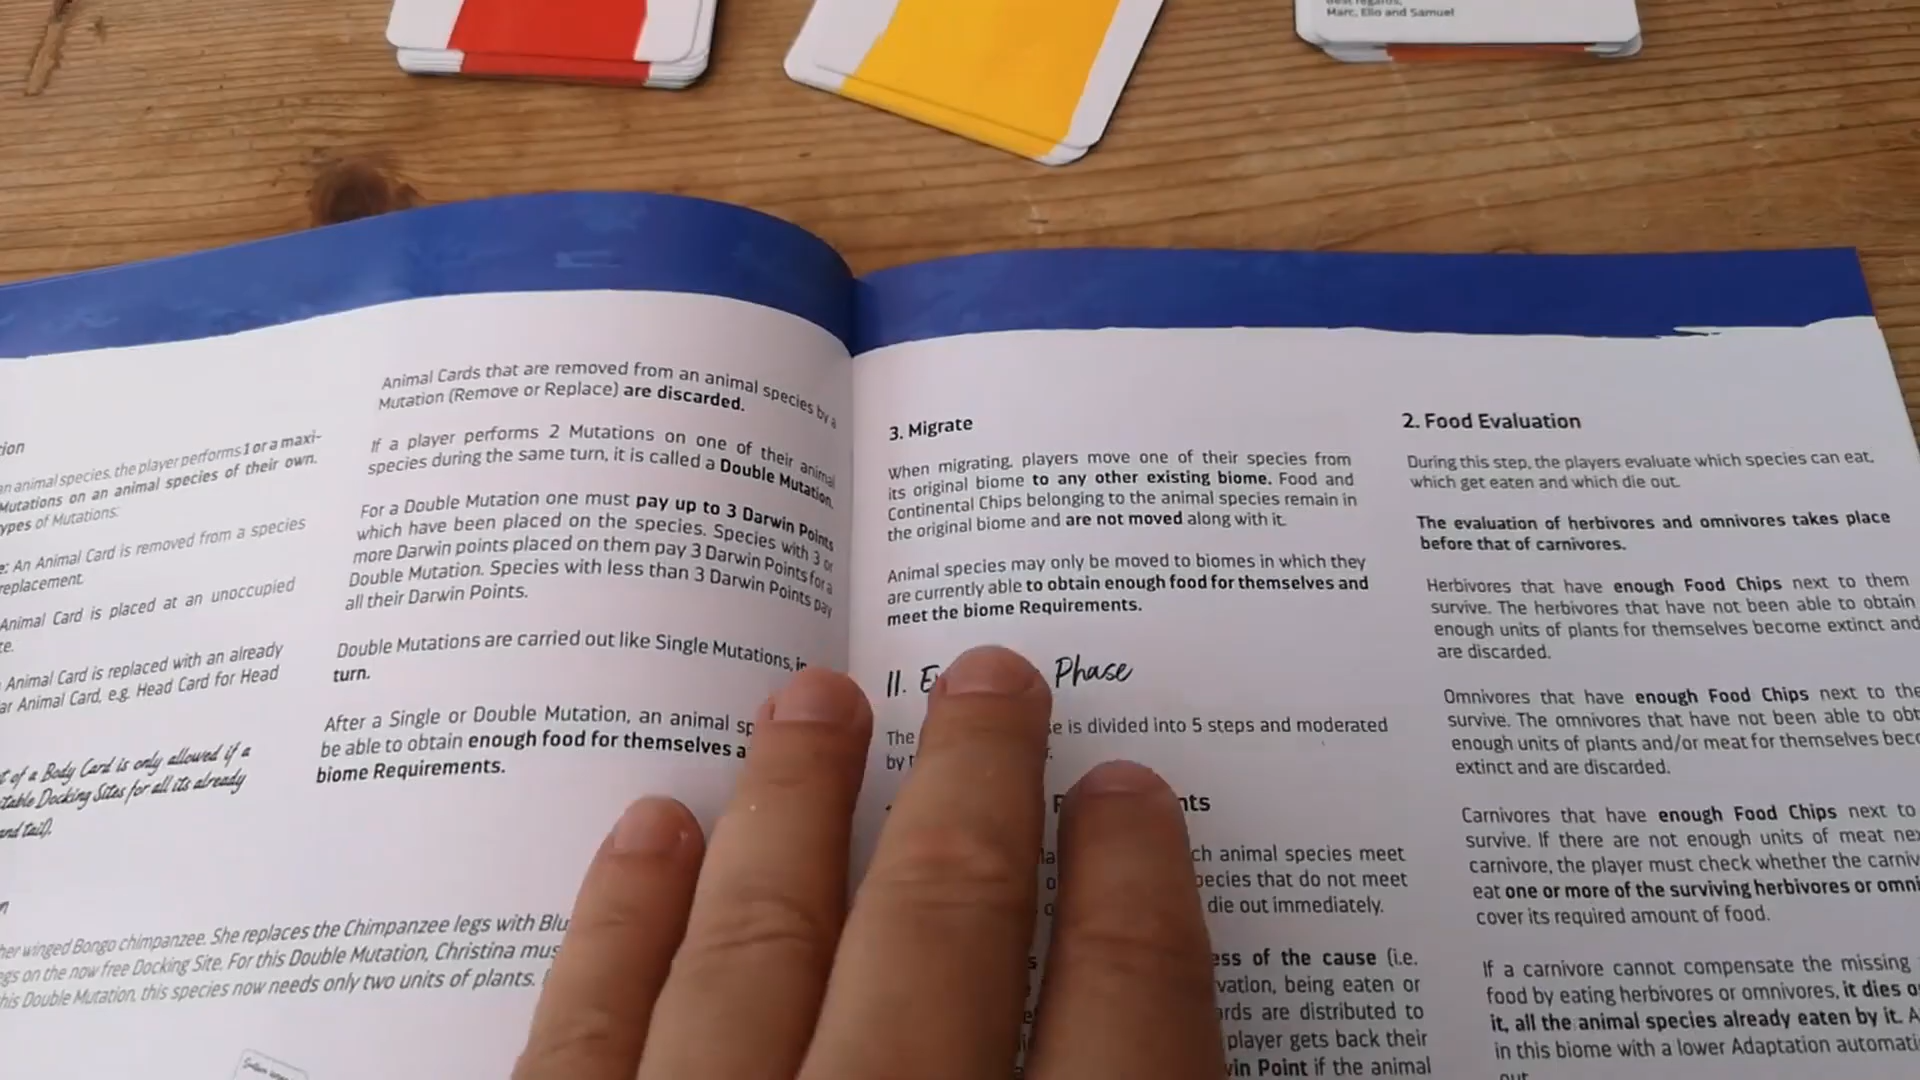 Best regards,
Marc, Elio and Samuel
an animal species, the player performs 1 or a maxi-
Mutations on an animal species of their own.
ypes of Mutations:
An Animal Card is removed from a species
replacement.
Animal Card is placed at an unoccupied
Animal Card is replaced with an already
ar Animal Card, e.g. Head Card for Head
t of a Body Card is only allowed if a
table Docking Sites for all its already
and tail).
her winged Bongo chimpanzee. She replaces the Chimpanzee legs with Blu
egs on the now free Docking Site. For this Double Mutation, Christina mus
his Double Mutation, this species now needs only two units of plants.
Animal Cards that are removed from an animal species by a
Mutation (Remove or Replace) are discarded.
If a player performs 2 Mutations on one of their animal
species during the same turn, it is called a Double Mutation.
For a Double Mutation one must pay up to 3 Darwin Points
which have been placed on the species. Species with 3 or
more Darwin points placed on them pay 3 Darwin Points for a
Double Mutation. Species with less than 3 Darwin Points pay
all their Darwin Points.
Double Mutations are carried out like Single Mutations, in
turn.
After a Single or Double Mutation, an animal sp
be able to obtain enough food for themselves a
biome Requirements.
3. Migrate
When migrating, players move one of their species from
its original biome to any other existing biome. Food and
Continental Chips belonging to the animal species remain in
the original biome and are not moved along with it.
Animal species may only be moved to biomes in which they
are currently able to obtain enough food for themselves and
meet the biome Requirements.
II. E Phase
The e is divided into 5 steps and moderated
by t
nts
ch animal species meet
pecies that do not meet
die out immediately.
ess of the cause (i.e.
vation, being eaten or
rds are distributed to
player gets back their
vin Point if the animal
2. Food Evaluation
During this step, the players evaluate which species can eat,
which get eaten and which die out.
The evaluation of herbivores and omnivores takes place
before that of carnivores.
Herbivores that have enough Food Chips next to them
survive. The herbivores that have not been able to obtain
enough units of plants for themselves become extinct and
are discarded.
Omnivores that have enough Food Chips next to the
survive. The omnivores that have not been able to obt
enough units of plants and/or meat for themselves beco
extinct and are discarded.
Carnivores that have enough Food Chips next to
survive. If there are not enough units of meat nex
carnivore, the player must check whether the carniv
eat one or more of the surviving herbivores or omni
cover its required amount of food.
If a carnivore cannot compensate the missing
food by eating herbivores or omnivores, it dies o
it, all the animal species already eaten by it. A
in this biome with a lower Adaptation automati
out